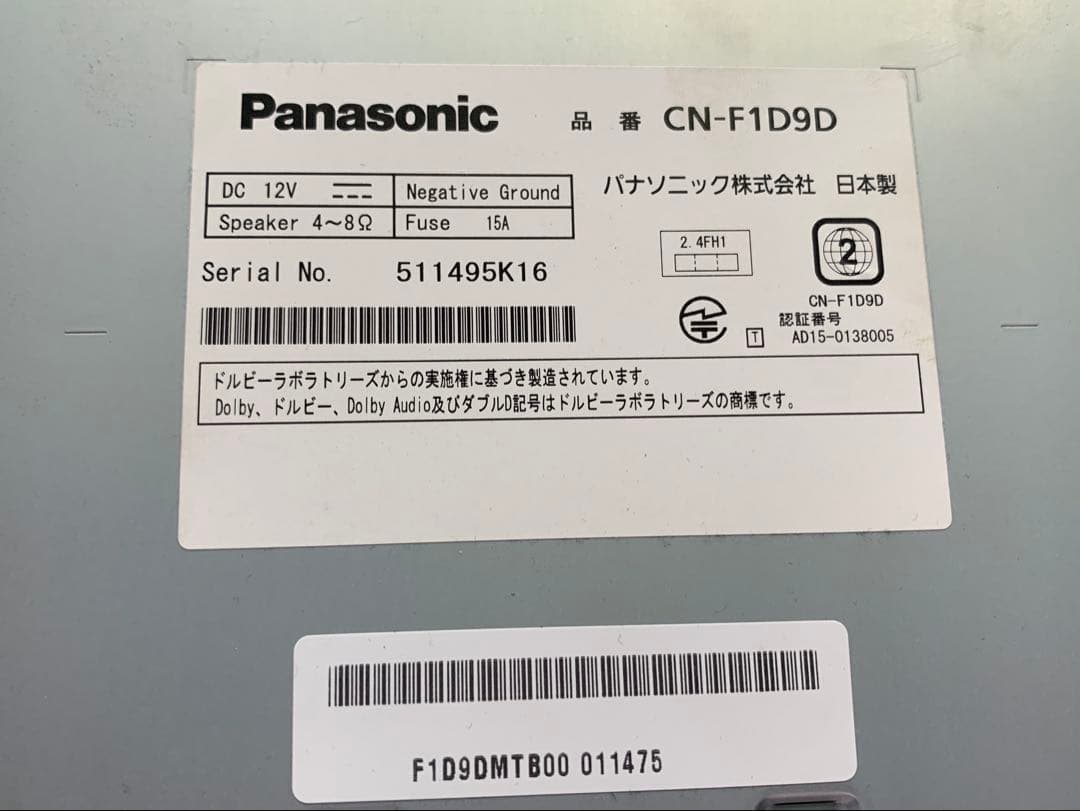 Panasonic 品番 CN-F1D9D
DC 12V Negative Ground
Speaker 4～8Ω Fuse 15A
パナソニック株式会社 日本製
2.4FH1
2
Serial No. 511495K16
CN-F1D9D
認証番号
T AD15-0138005
ドルビーラボラトリーズからの実施権に基づき製造されています。
Dolby、ドルビー、Dolby Audio及びダブルD記号はドルビーラボラトリーズの商標です。
F1D9DMTB00 011475